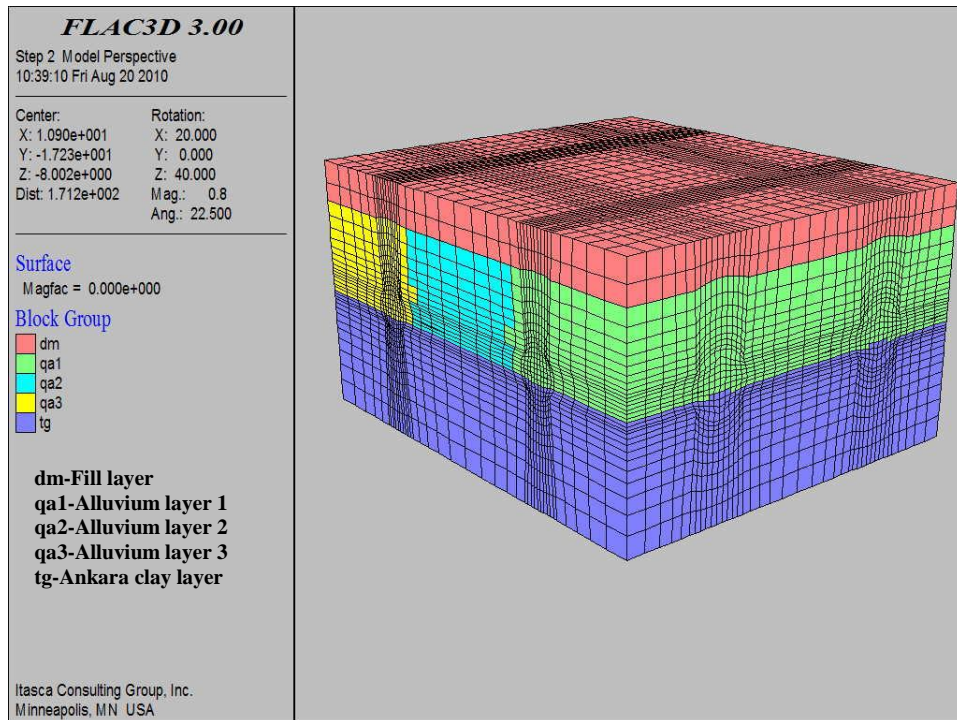 FLAC3D 3.00
Step 2 Model Perspective
10:39:10 Fri Aug 20 2010
Center:
X: 1.090e+001
Y: -1.723e+001
Z: -8.002e+000
Dist: 1.712e+002
Rotation:
X: 20.000
Y: 0.000
Z: 40.000
Mag.: 0.8
Ang.: 22.500
Surface
Magfac = 0.000e+000
Block Group
dm
qa1
qa2
qa3
tg
dm-Fill layer
qa1-Alluvium layer 1
qa2-Alluvium layer 2
qa3-Alluvium layer 3
tg-Ankara clay layer
Itasca Consulting Group, Inc.
Minneapolis, MN USA